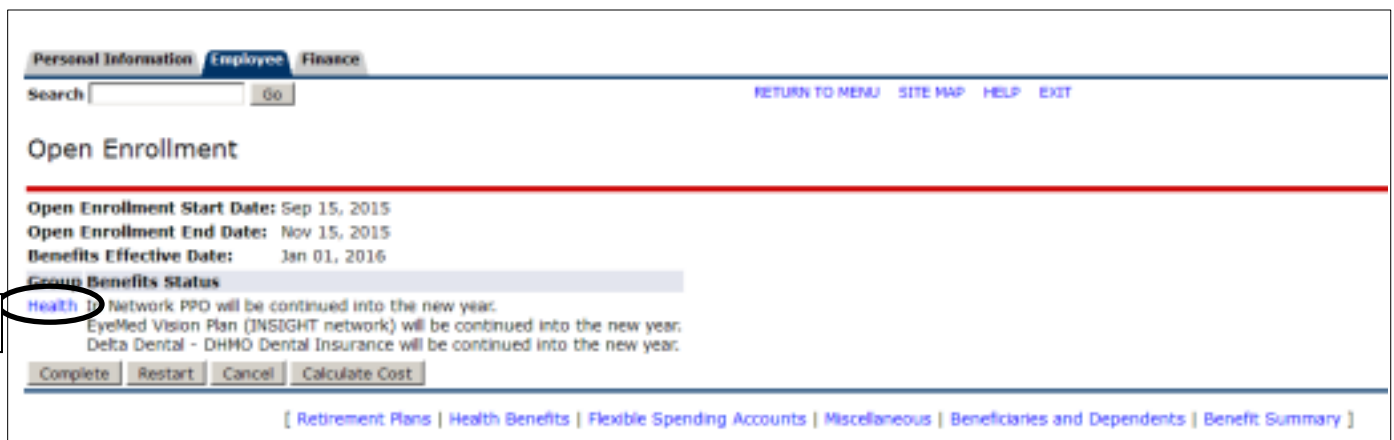 Personal Information Employee Finance
Search Go RETURN TO MENU SITE MAP HELP EXIT
Open Enrollment
Open Enrollment Start Date: Sep 15, 2015
Open Enrollment End Date: Nov 15, 2015
Benefits Effective Date: Jan 01, 2016
Group Benefits Status
Health In Network PPO will be continued into the new year.
EyeMed Vision Plan (INSIGHT network) will be continued into the new year.
Delta Dental - DHMO Dental Insurance will be continued into the new year.
Complete Restart Cancel Calculate Cost
[ Retirement Plans | Health Benefits | Flexible Spending Accounts | Miscellaneous | Beneficiaries and Dependents | Benefit Summary ]